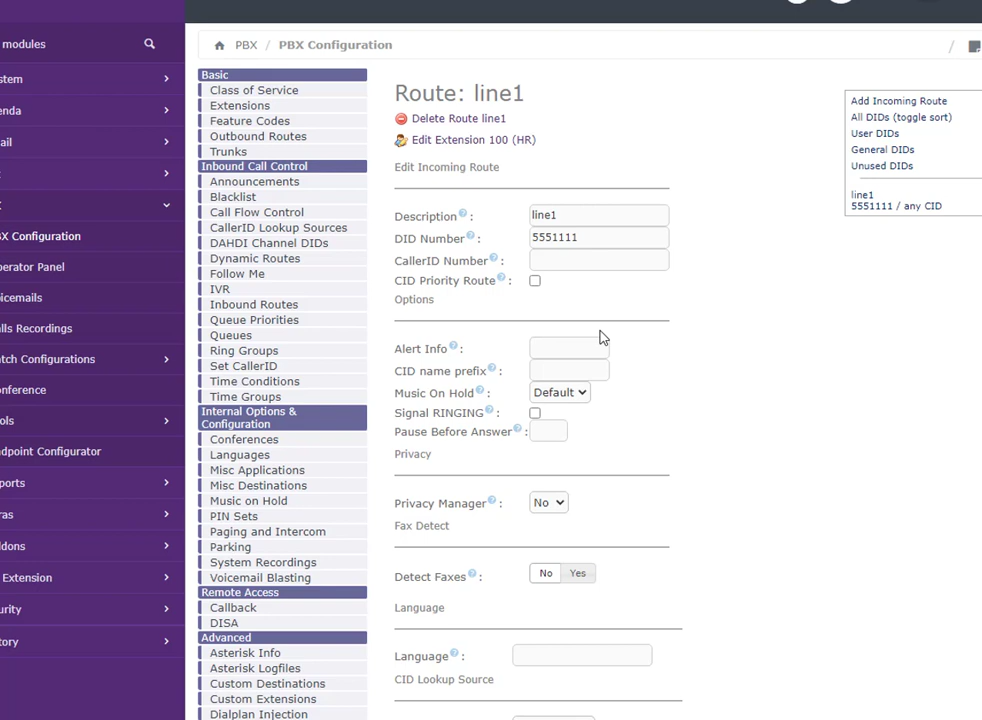 modules
stem
enda
ail
BX Configuration
perator Panel
icemails
lls Recordings
tch Configurations
nference
ols
dpoint Configurator
ports
ras
ldons
Extension
urity
tory
PBX / PBX Configuration
/
Basic
Class of Service
Extensions
Feature Codes
Outbound Routes
Trunks
Inbound Call Control
Announcements
Blacklist
Call Flow Control
CallerID Lookup Sources
DAHDI Channel DIDs
Dynamic Routes
Follow Me
IVR
Inbound Routes
Queue Priorities
Queues
Ring Groups
Set CallerID
Time Conditions
Time Groups
Internal Options &
Configuration
Conferences
Languages
Misc Applications
Misc Destinations
Music on Hold
PIN Sets
Paging and Intercom
Parking
System Recordings
Voicemail Blasting
Remote Access
Callback
DISA
Advanced
Asterisk Info
Asterisk Logfiles
Custom Destinations
Custom Extensions
Dialplan Injection
Route: line1
Delete Route line1
Edit Extension 100 (HR)
Edit Incoming Route
Description : line1
DID Number : 5551111
CallerID Number :
CID Priority Route :
Options
Alert Info :
CID name prefix :
Music On Hold : Default
Signal RINGING :
Pause Before Answer :
Privacy
Privacy Manager : No
Fax Detect
Detect Faxes : No Yes
Language
Language :
CID Lookup Source
Add Incoming Route
All DIDs (toggle sort)
User DIDs
General DIDs
Unused DIDs
line1
5551111 / any CID